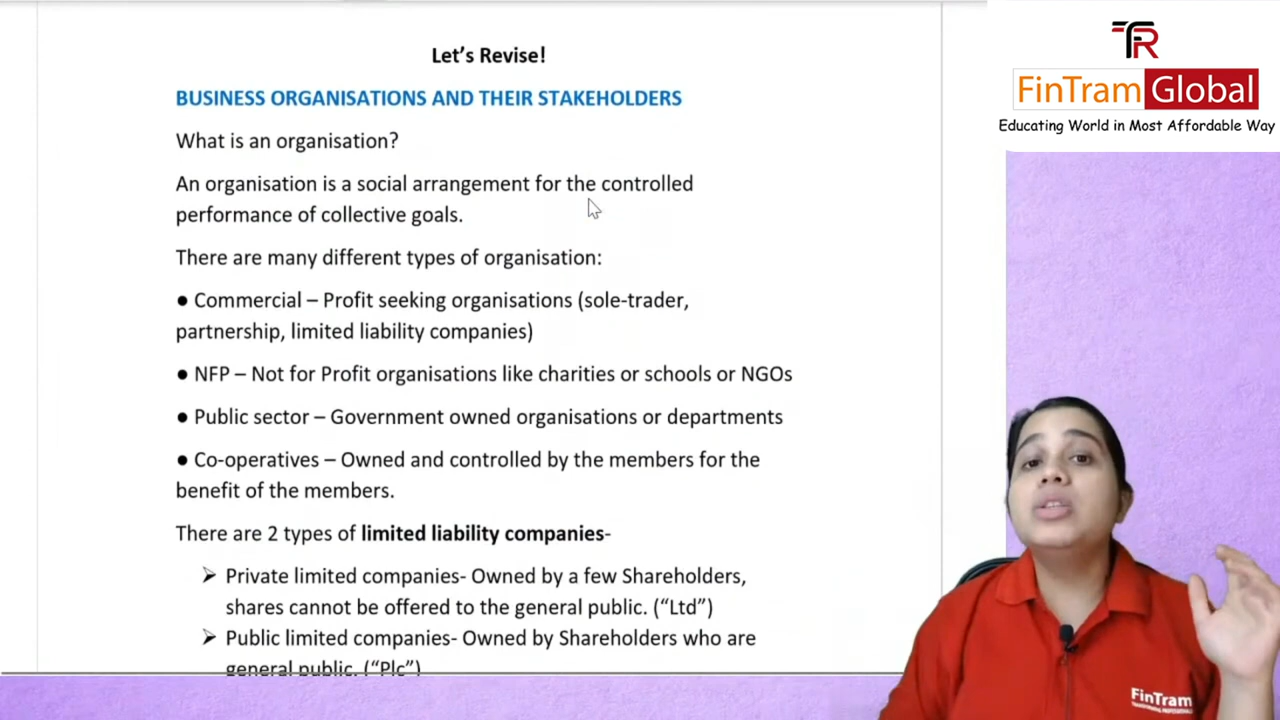 Let's Revise!
BUSINESS ORGANISATIONS AND THEIR STAKEHOLDERS
What is an organisation?
An organisation is a social arrangement for the controlled
performance of collective goals.
There are many different types of organisation:
● Commercial – Profit seeking organisations (sole-trader,
partnership, limited liability companies)
● NFP – Not for Profit organisations like charities or schools or NGOs
● Public sector – Government owned organisations or departments
● Co-operatives – Owned and controlled by the members for the
benefit of the members.
There are 2 types of limited liability companies-
➢ Private limited companies- Owned by a few Shareholders,
shares cannot be offered to the general public. ("Ltd")
➢ Public limited companies- Owned by Shareholders who are
general public. ("Plc")
FinTram Global
Educating World in Most Affordable Way
FinTram